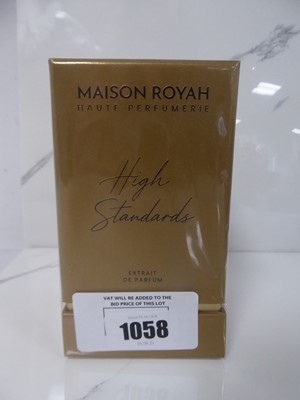 MAISON ROYAH
HAUTE PERFUMERIE
High
Standards
EXTRAIT
DE PARFUM
VAT WILL BE ADDED TO THE
BID PRICE OF THIS LOT
1058